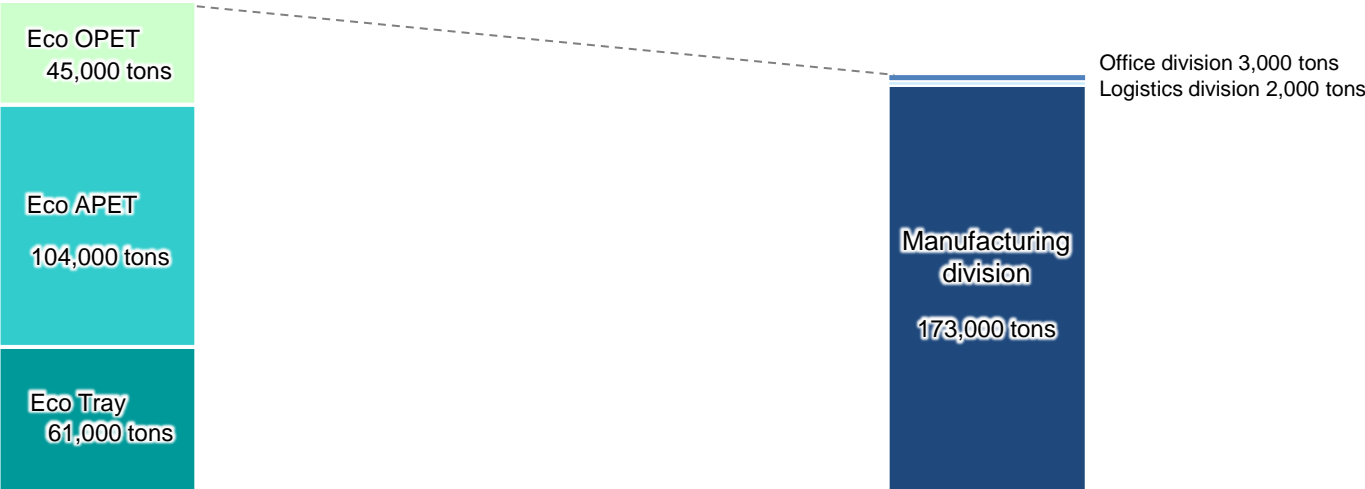 Eco OPET
45,000 tons
Eco APET
104,000 tons
Eco Tray
61,000 tons
Office division 3,000 tons
Logistics division 2,000 tons
Manufacturing
division
173,000 tons